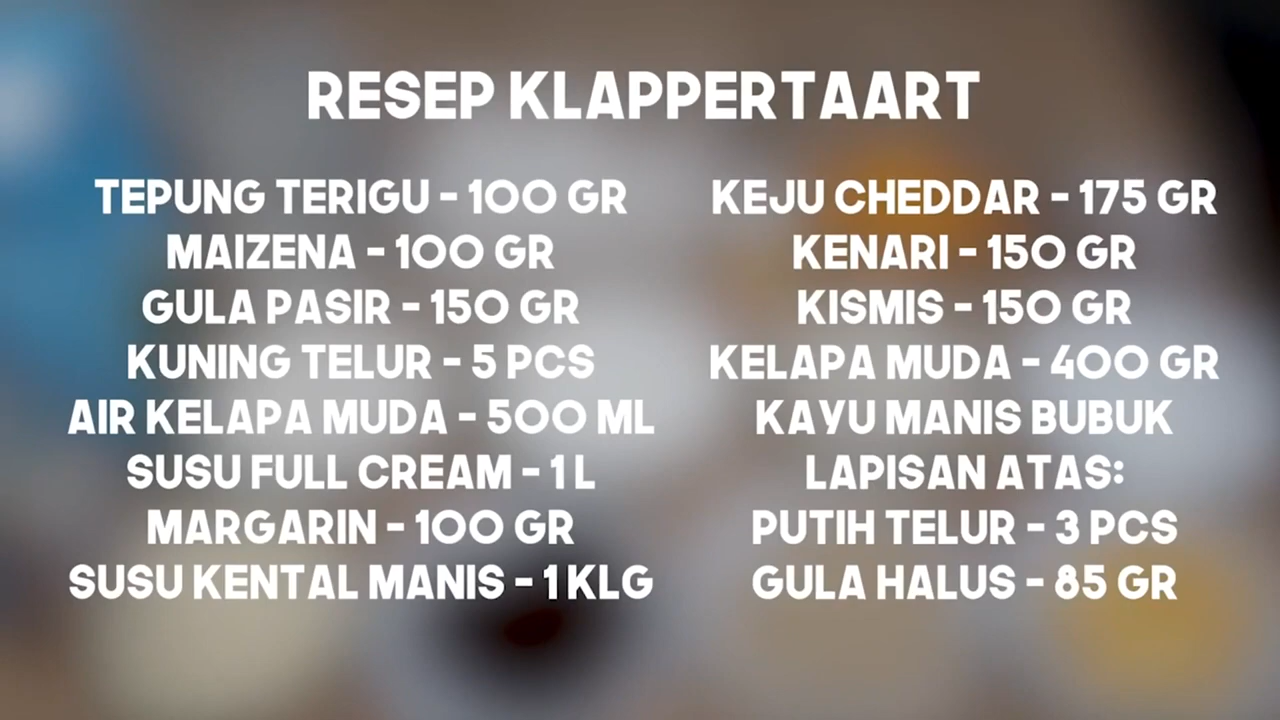 RESEP KLAPPERTAART
TEPUNG TERIGU - 100 GR
MAIZENA - 100 GR
GULA PASIR - 150 GR
KUNING TELUR - 5 PCS
AIR KELAPA MUDA - 500 ML
SUSU FULL CREAM - 1 L
MARGARIN - 100 GR
SUSU KENTAL MANIS - 1 KLG
KEJU CHEDDAR - 175 GR
KENARI - 150 GR
KISMIS - 150 GR
KELAPA MUDA - 400 GR
KAYU MANIS BUBUK
LAPISAN ATAS:
PUTIH TELUR - 3 PCS
GULA HALUS - 85 GR